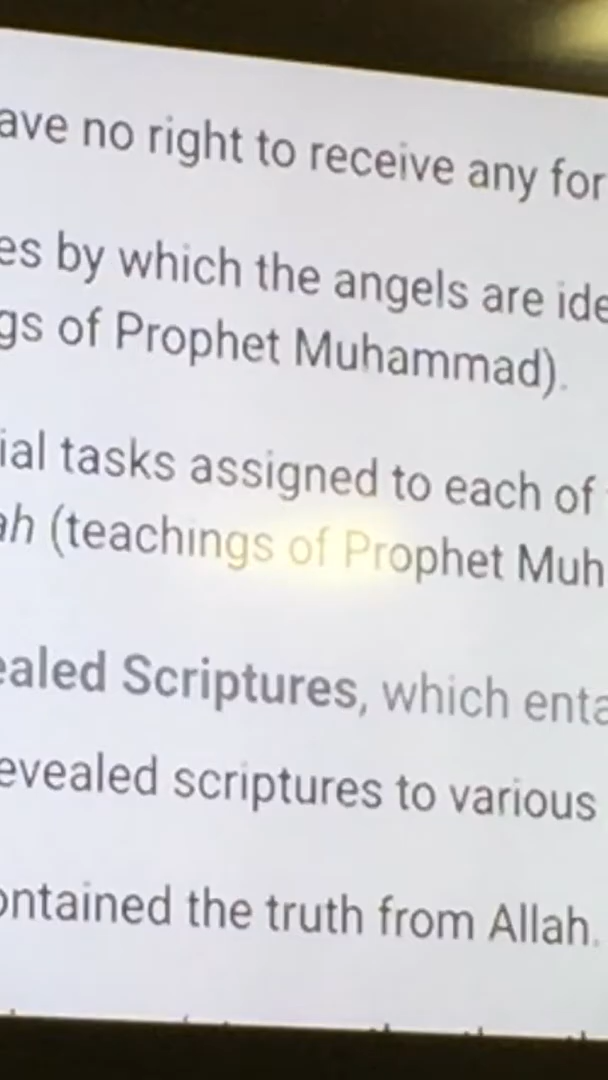 ave no right to receive any for
es by which the angels are ide
gs of Prophet Muhammad).
ial tasks assigned to each of
ah (teachings of Prophet Muh
ealed Scriptures, which enta
evealed scriptures to various
ontained the truth from Allah.